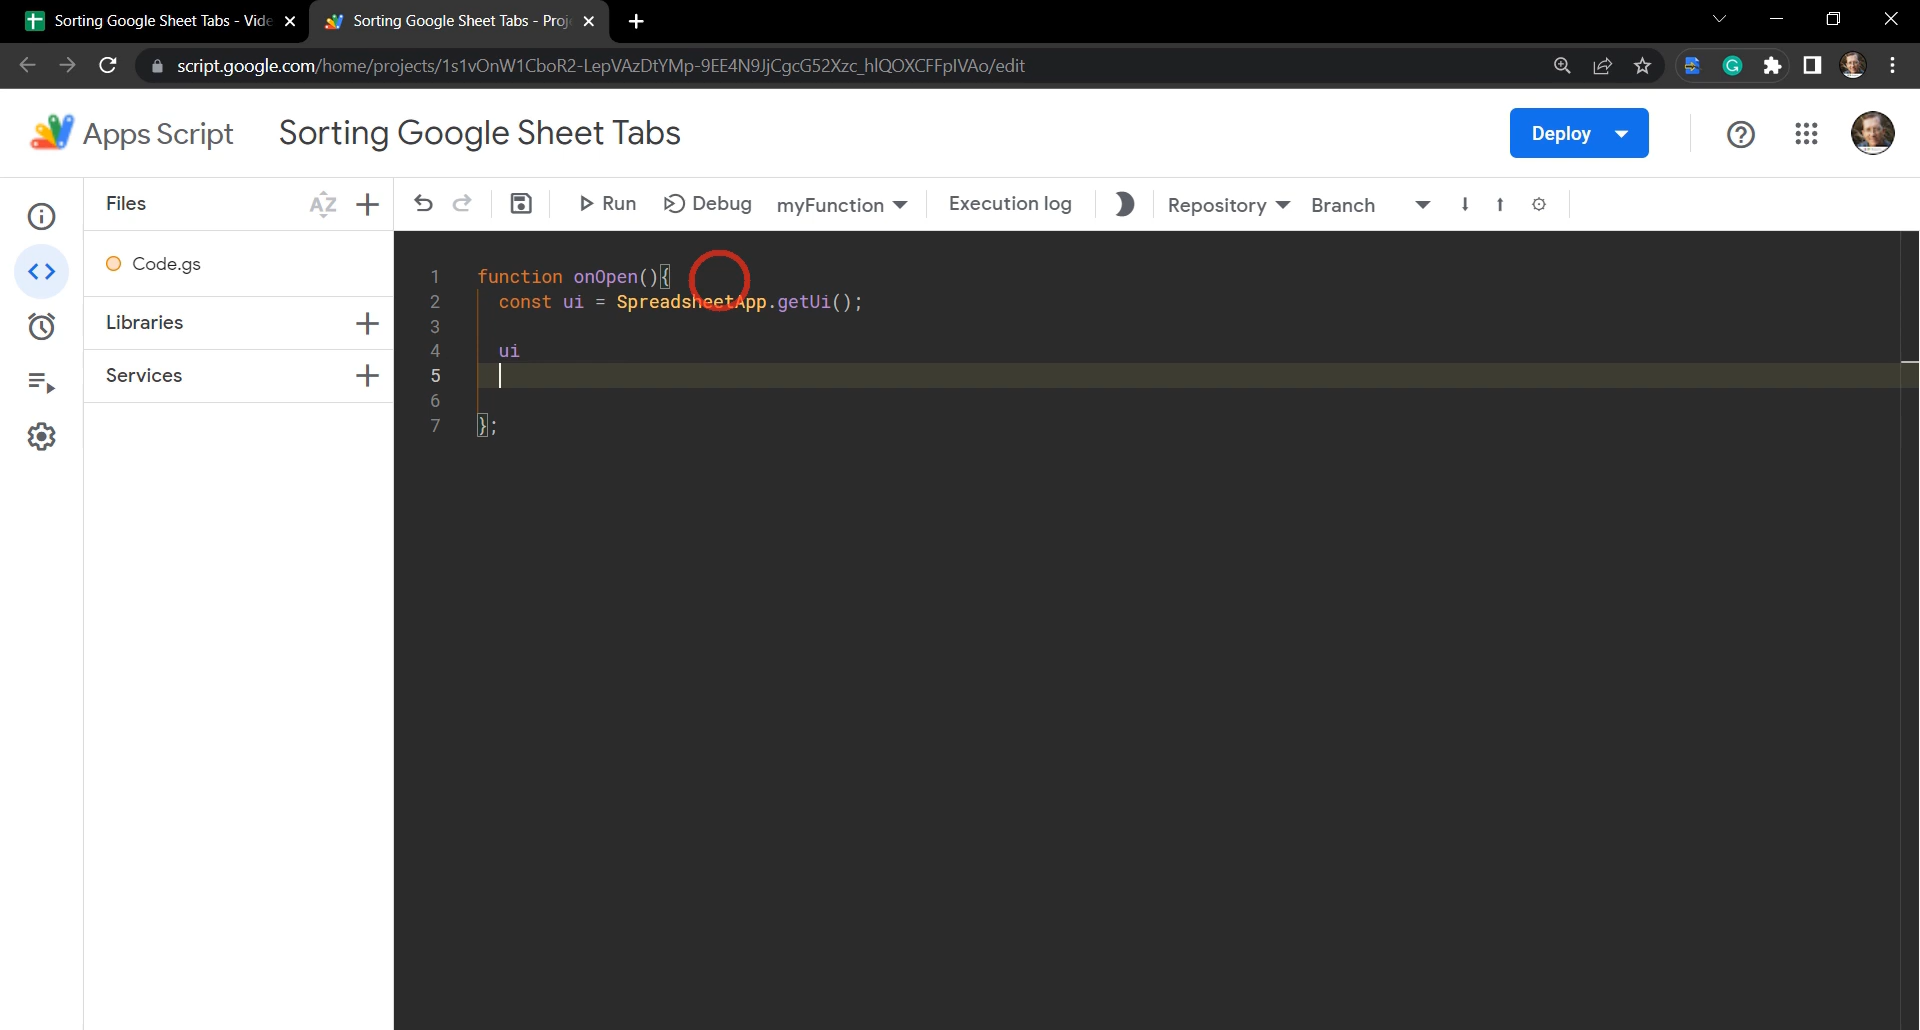 Sorting Google Sheet Tabs - Vide
Sorting Google Sheet Tabs - Proj
script.google.com/home/projects/1s1vOnW1CboR2-LepVAzDtYMp-9EE4N9JjCgcG52Xzc_hlQOXCFFpIVAo/edit
Apps Script
Sorting Google Sheet Tabs
Deploy
Files
AZ
Run
Debug
myFunction
Execution log
Repository
Branch
Code.gs
Libraries
Services
1 function onOpen(){
2 const ui = SpreadsheetApp.getUi();
3
4 ui
5
6
7 };